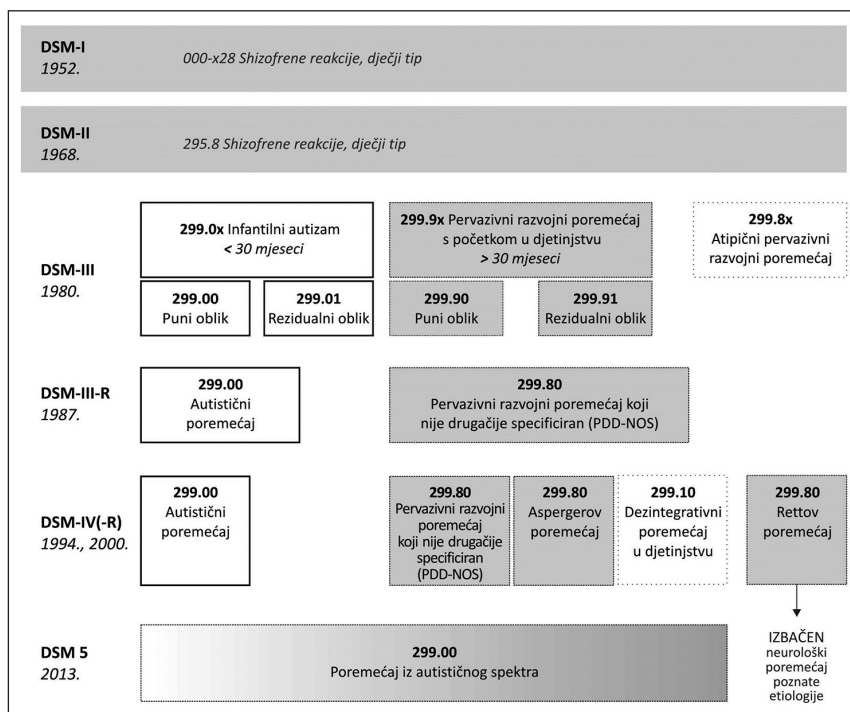 DSM-I
1952.
000-x28 Shizofrene reakcije, dječji tip
DSM-II
1968.
295.8 Shizofrene reakcije, dječji tip
DSM-III
1980.
299.0x Infantilni autizam
< 30 mjeseci
299.9x Pervazivni razvojni poremećaj
s početkom u djetinjstvu
> 30 mjeseci
299.8x
Atipični pervazivni
razvojni poremećaj
299.00
Puni oblik
299.01
Rezidualni oblik
299.90
Puni oblik
299.91
Rezidualni oblik
DSM-III-R
1987.
299.00
Autistični
poremećaj
299.80
Pervazivni razvojni poremećaj koji
nije drugačije specificiran (PDD-NOS)
DSM-IV(-R)
1994., 2000.
299.00
Autistični
poremećaj
299.80
Pervazivni razvojni
poremećaj
koji nije drugačije
specificiran
(PDD-NOS)
299.80
Aspergerov
poremećaj
299.10
Dezintegrativni
poremećaj
u djetinjstvu
299.80
Rettov
poremećaj
DSM 5
2013.
299.00
Poremećaj iz autističnog spektra
IZBAČEN
neurološki
poremećaj
poznate
etiologije